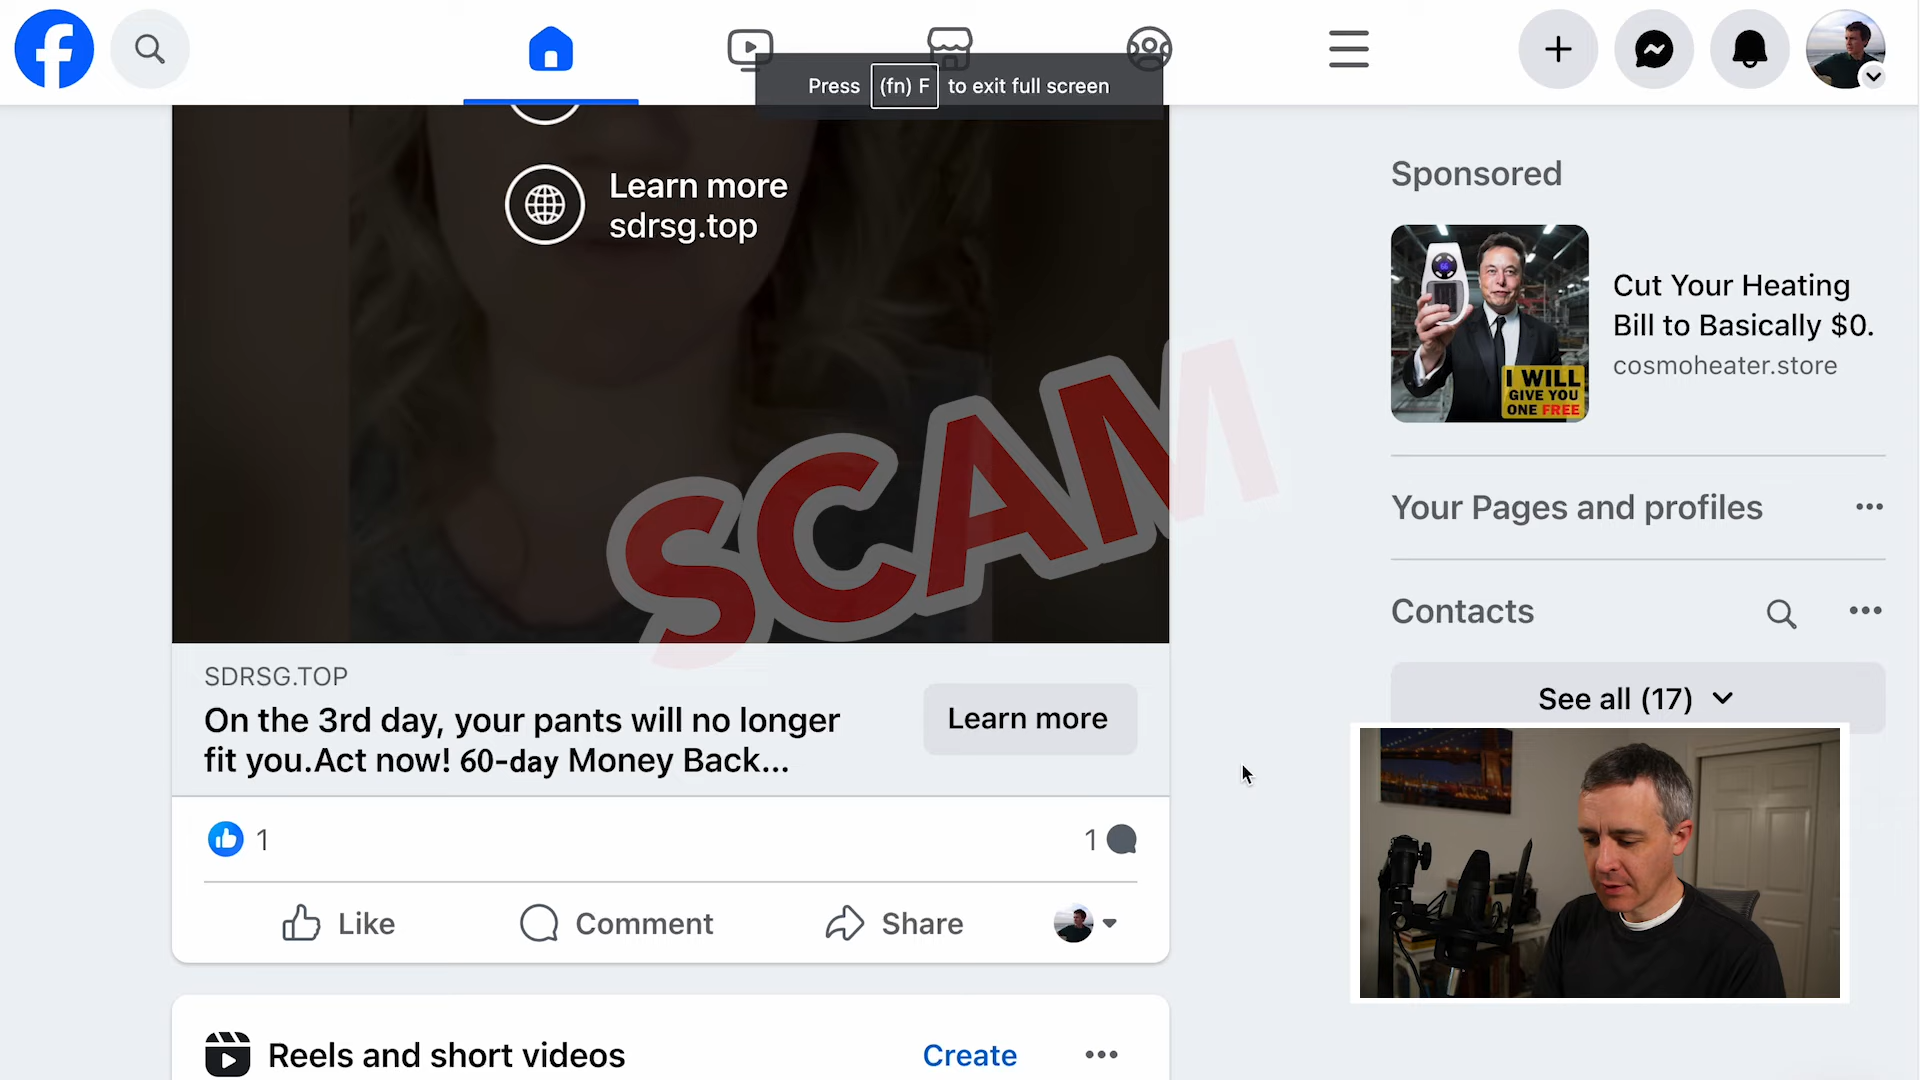 Press (fn) F to exit full screen
Learn more
sdrsg.top
SCAM
SDRSG.TOP
On the 3rd day, your pants will no longer
fit you.Act now! 60-day Money Back...
Learn more
1
1
Like
Comment
Share
Reels and short videos
Create
Sponsored
66
I WILL
GIVE YOU
ONE FREE
Cut Your Heating
Bill to Basically $0.
cosmoheater.store
Your Pages and profiles
Contacts
See all (17)